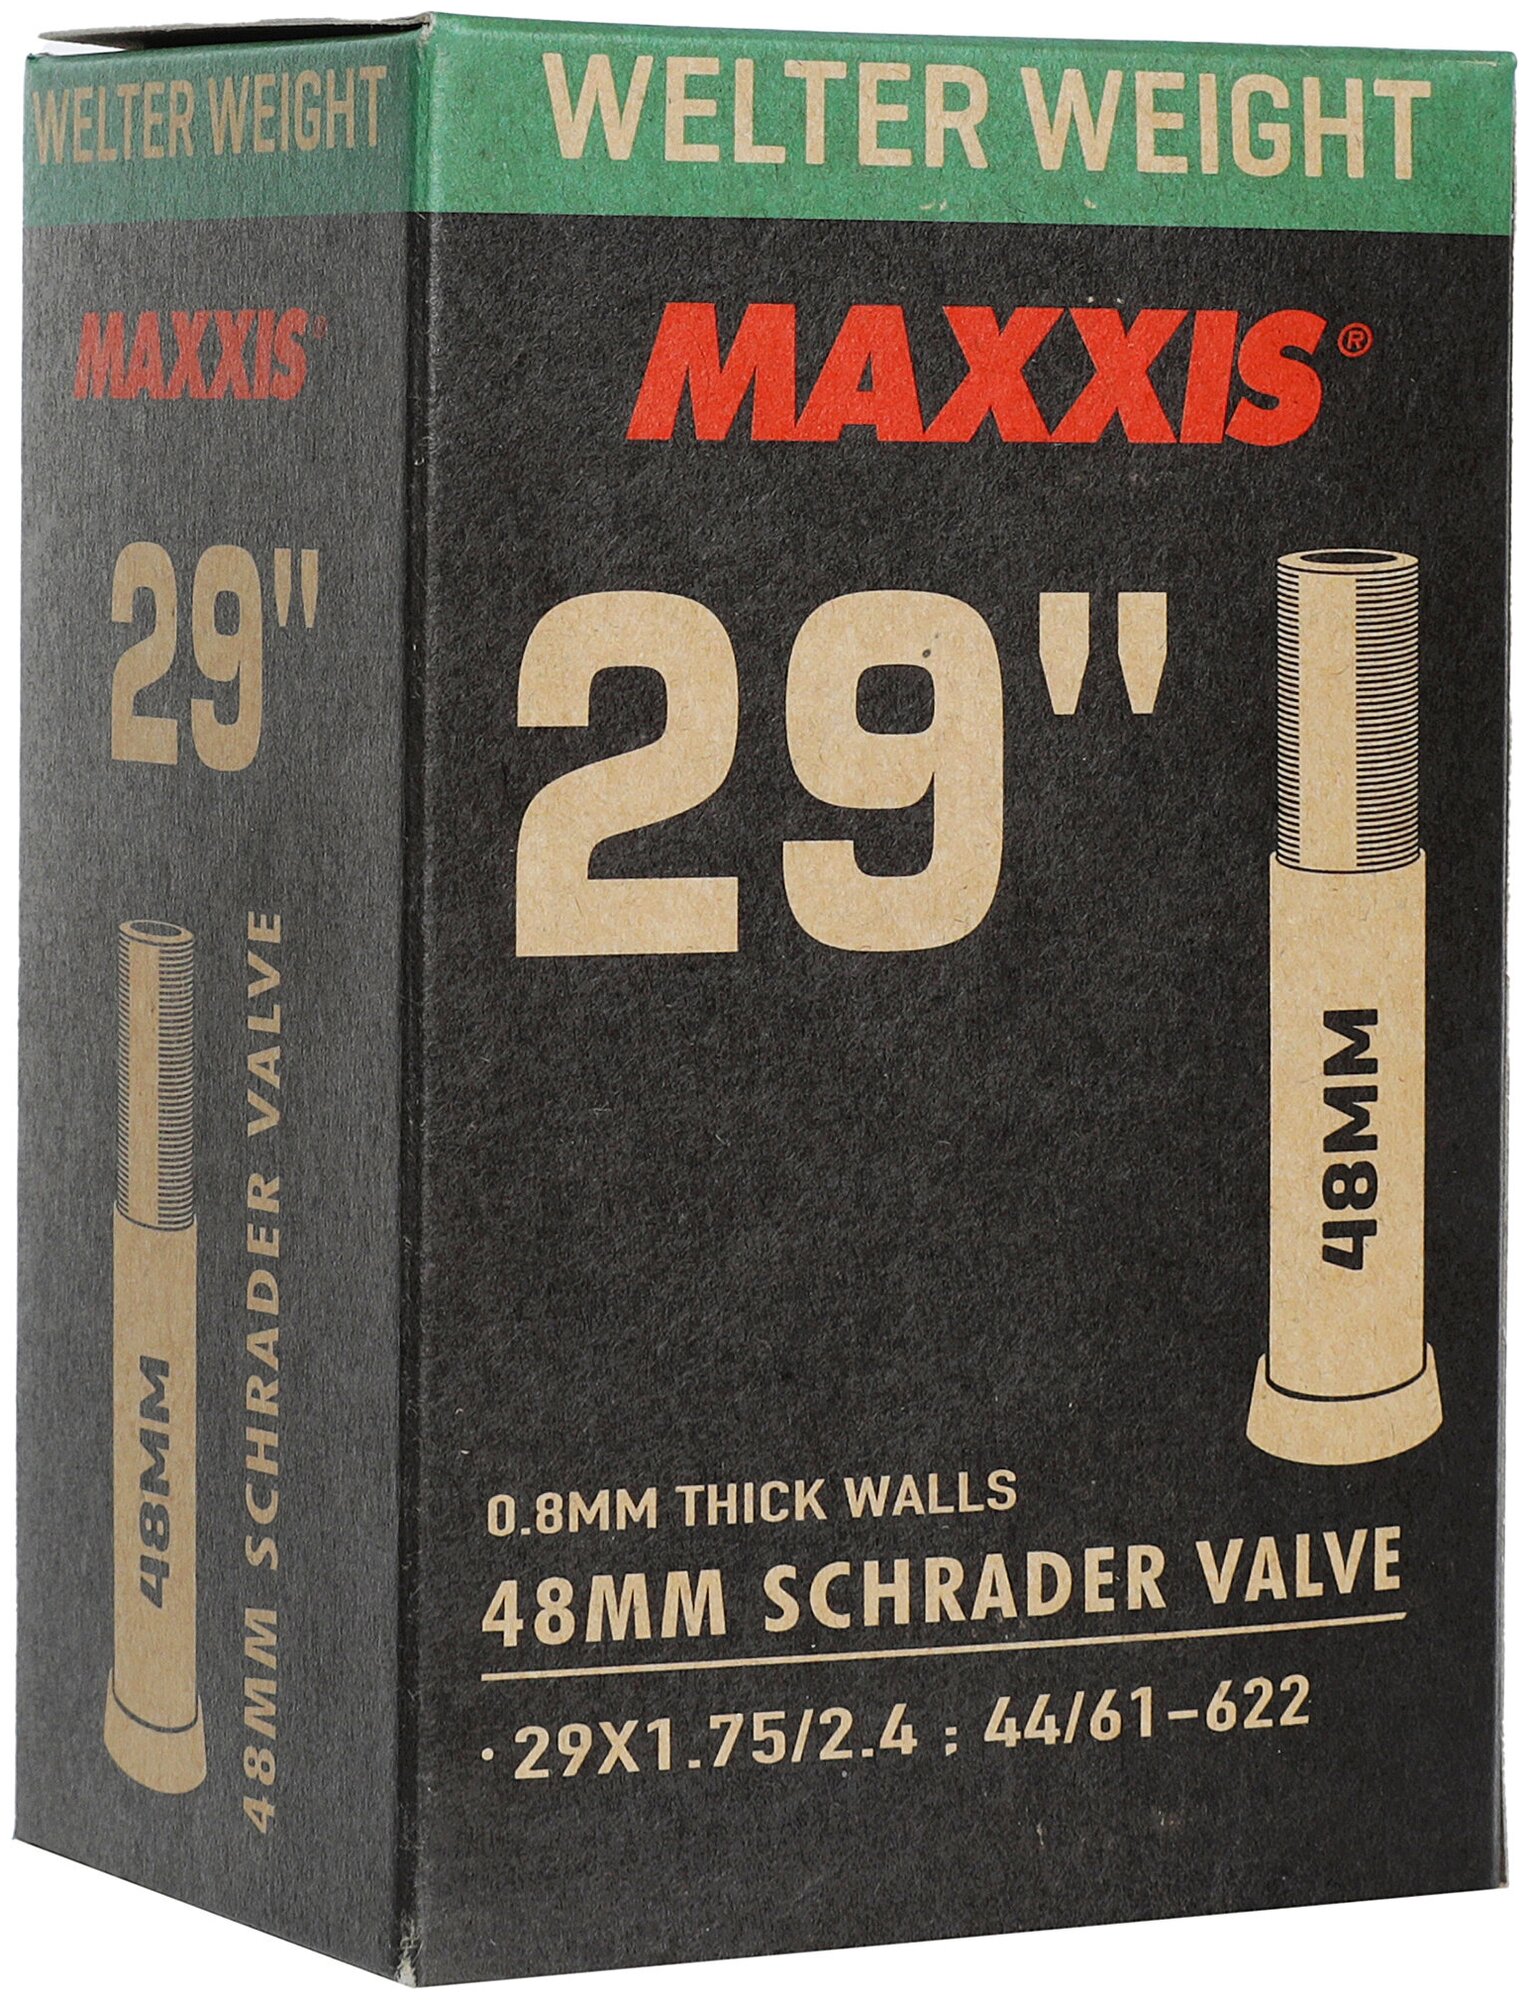 WELTER WEIGHT
MAXXIS®
29"
48MM
48MM SCHRADER VALVE
WELTER WEIGHT
MAXXIS®
29"
48MM
0.8MM THICK WALLS
48MM SCHRADER VALVE
· 29X1.75/2.4 ; 44/61-622